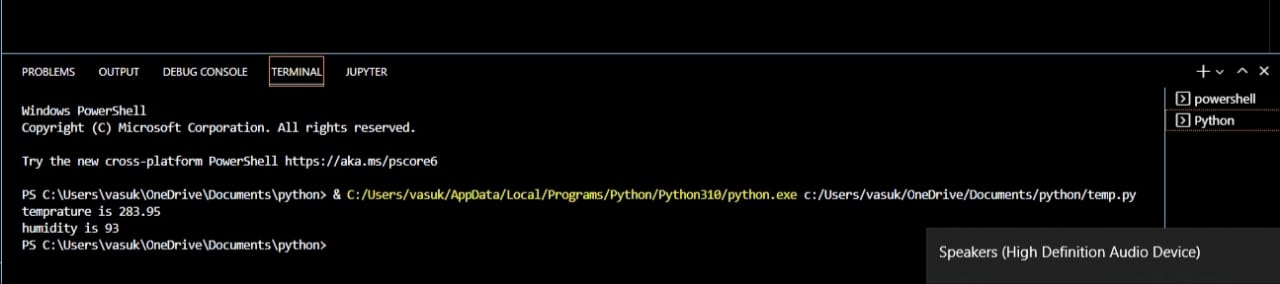 PROBLEMS OUTPUT DEBUG CONSOLE TERMINAL JUPYTER
powershell
Python
Windows PowerShell
Copyright (C) Microsoft Corporation. All rights reserved.
Try the new cross-platform PowerShell https://aka.ms/pscore6
PS C:\Users\vasuk\OneDrive\Documents\python> & C:/Users/vasuk/AppData/Local/Programs/Python/Python310/python.exe c:/Users/vasuk/OneDrive/Documents/python/temp.py
temprature is 283.95
humidity is 93
PS C:\Users\vasuk\OneDrive\Documents\python>
Speakers (High Definition Audio Device)